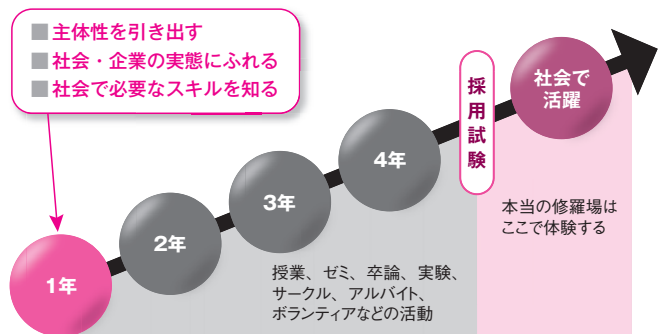 ■主体性を引き出す
■社会・企業の実態にふれる
■社会で必要なスキルを知る
1年
2年
3年
4年
採用試験
社会で
活躍
授業、ゼミ、卒論、実験、
サークル、アルバイト、
ボランティアなどの活動
本当の修羅場は
ここで体験する